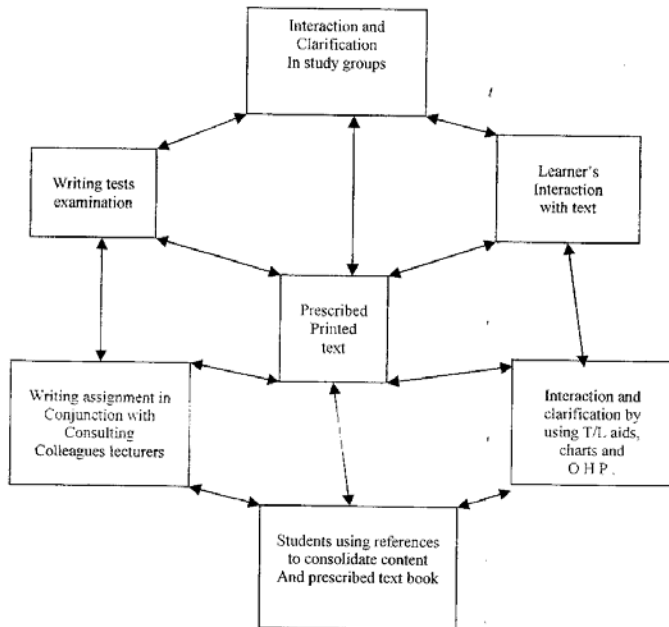 Interaction and
Clarification
In study groups
Writing tests
examination
Learner's
Interaction
with text
Prescribed
Printed
text
Writing assignment in
Conjunction with
Consulting
Colleagues lecturers
Interaction and
clarification by
using T/L aids,
charts and
O H P .
Students using references
to consolidate content
And prescribed text book